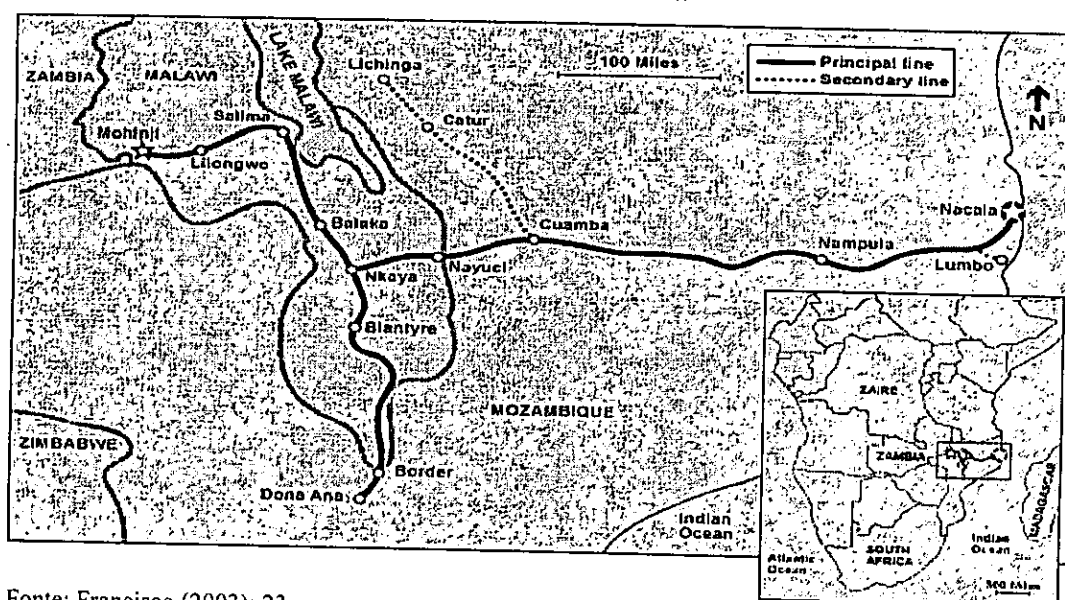 ZAMBIA
MALAWI
LAKE MALAWI
Lichinga
100 Miles
Principal line
Secondary line
N
Salima
Catur
Mchinji
Lilongwe
Nacala
Balaka
Cuamba
Nampula
Lumbo
Nkaya
Nayuci
Blantyre
ZAIRE
MOZAMBIQUE
ZIMBABWE
ZAMBIA
MADAGASCAR
Border
Dona Ana
Indian
Ocean
SOUTH
AFRICA
Indian
Ocean
Atlantic
Ocean
Fonte: Francisco (2003): 23